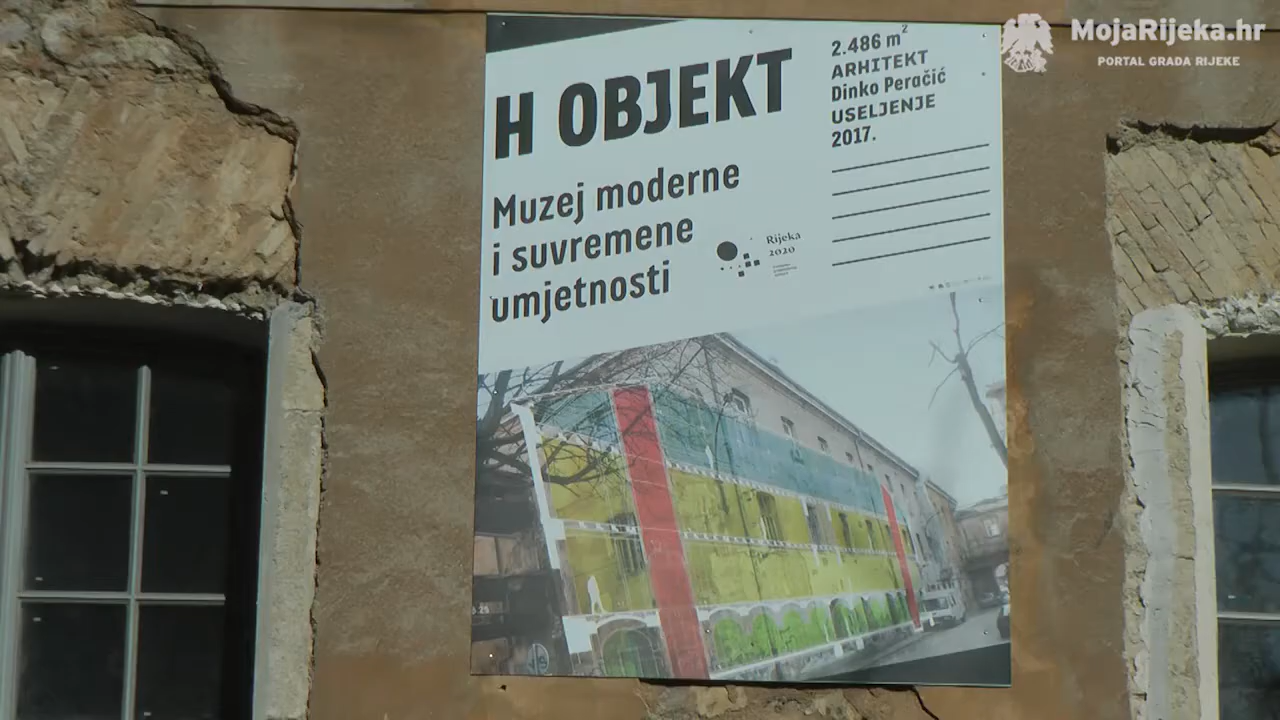 MojaRijeka.hr
PORTAL GRADA RIJEKE
H OBJEKT
Muzej moderne
i suvremene
umjetnosti
2.486 m²
ARHITEKT
Dinko Peračić
USELJENJE
2017.
Rijeka
2020